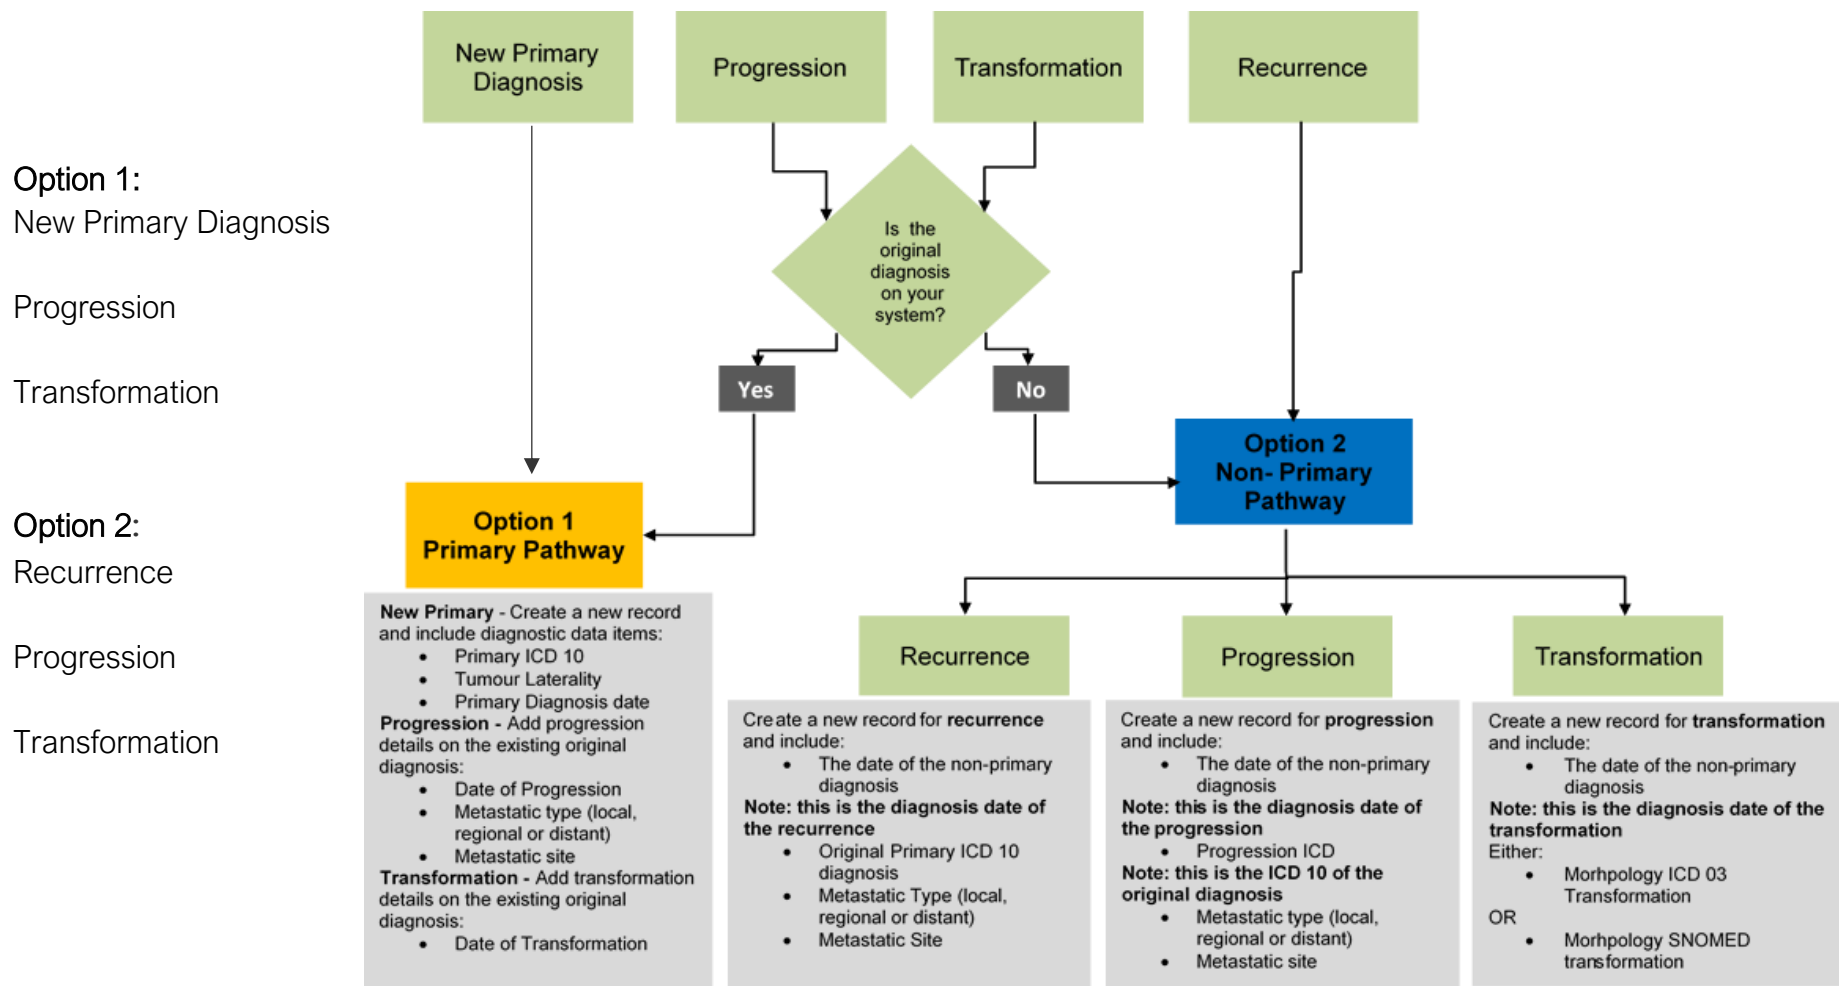 New Primary
Diagnosis
Progression
Transformation
Recurrence
Option 1:
New Primary Diagnosis
Progression
Transformation
Option 2:
Recurrence
Progression
Transformation
Is the
original
diagnosis
on your
system?
Yes
No
Option 1
Primary Pathway
Option 2
Non- Primary
Pathway
New Primary - Create a new record
and include diagnostic data items:
• Primary ICD 10
• Tumour Laterality
• Primary Diagnosis date
Progression - Add progression
details on the existing original
diagnosis:
• Date of Progression
• Metastatic type (local,
regional or distant)
• Metastatic site
Transformation - Add transformation
details on the existing original
diagnosis:
• Date of Transformation
Recurrence
Create a new record for recurrence
and include:
• The date of the non-primary
diagnosis
Note: this is the diagnosis date of
the recurrence
• Original Primary ICD 10
diagnosis
• Metastatic Type (local,
regional or distant)
• Metastatic Site
Progression
Create a new record for progression
and include:
• The date of the non-primary
diagnosis
Note: this is the diagnosis date of
the progression
• Progression ICD
Note: this is the ICD 10 of the
original diagnosis
• Metastatic type (local,
regional or distant)
• Metastatic site
Transformation
Create a new record for transformation
and include:
• The date of the non-primary
diagnosis
Note: this is the diagnosis date of the
transformation
Either:
• Morhpology ICD 03
Transformation
OR
• Morhpology SNOMED
transformation